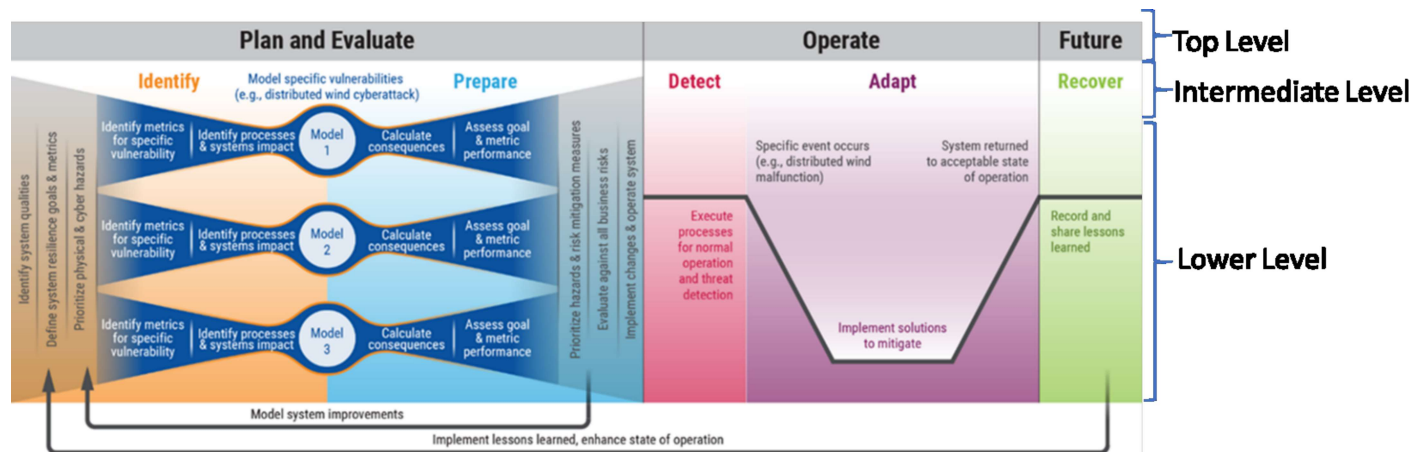 Plan and Evaluate
Operate
Future
Top Level
Identify
Model specific vulnerabilities
(e.g., distributed wind cyberattack)
Prepare
Detect
Adapt
Recover
Intermediate Level
Identify system qualities
Define system resilience goals & metrics
Prioritize physical & cyber hazards
Identify metrics
for specific
vulnerability
Identify processes
& systems impact
Model
1
Calculate
consequences
Assess goal
& metric
performance
Identify metrics
for specific
vulnerability
Identify processes
& systems impact
Model
2
Calculate
consequences
Assess goal
& metric
performance
Identify metrics
for specific
vulnerability
Identify processes
& systems impact
Model
3
Calculate
consequences
Assess goal
& metric
performance
Prioritize hazards & risk mitigation measures
Evaluate against all business risks
Implement changes & operate system
Execute
processes
for normal
operation
and threat
detection
Specific event occurs
(e.g., distributed wind
malfunction)
Implement solutions
to mitigate
System returned
to acceptable state
of operation
Record and
share lessons
learned
Lower Level
Model system improvements
Implement lessons learned, enhance state of operation